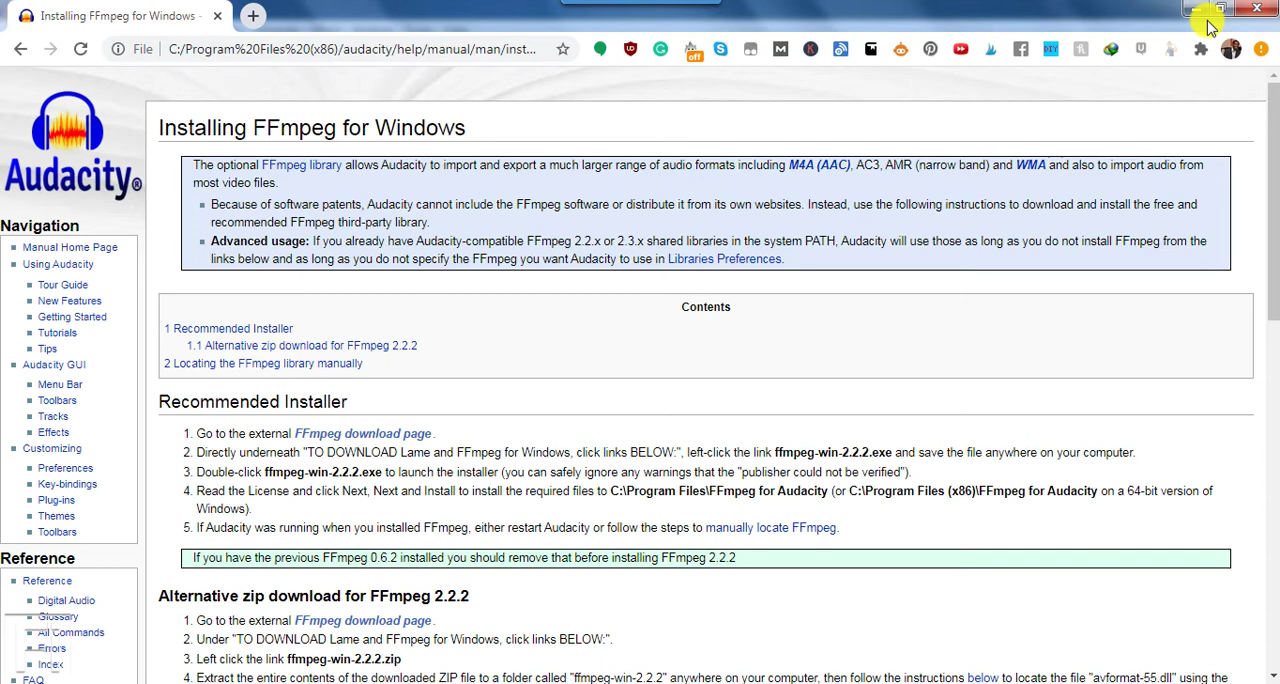 Installing FFmpeg for Windows -
File C:/Program%20Files%20(x86)/audacity/help/manual/man/inst...
off
DIY
Audacity®
Navigation
Manual Home Page
Using Audacity
Tour Guide
New Features
Getting Started
Tutorials
Tips
Audacity GUI
Menu Bar
Toolbars
Tracks
Effects
Customizing
Preferences
Key-bindings
Plug-ins
Themes
Toolbars
Reference
Reference
Digital Audio
Glossary
All Commands
Errors
Index
FAQ
Installing FFmpeg for Windows
The optional FFmpeg library allows Audacity to import and export a much larger range of audio formats including M4A (AAC), AC3, AMR (narrow band) and WMA and also to import audio from
most video files.
Because of software patents, Audacity cannot include the FFmpeg software or distribute it from its own websites. Instead, use the following instructions to download and install the free and
recommended FFmpeg third-party library.
Advanced usage: If you already have Audacity-compatible FFmpeg 2.2.x or 2.3.x shared libraries in the system PATH, Audacity will use those as long as you do not install FFmpeg from the
links below and as long as you do not specify the FFmpeg you want Audacity to use in Libraries Preferences.
Contents
1 Recommended Installer
1.1 Alternative zip download for FFmpeg 2.2.2
2 Locating the FFmpeg library manually
Recommended Installer
1. Go to the external FFmpeg download page.
2. Directly underneath "TO DOWNLOAD Lame and FFmpeg for Windows, click links BELOW:", left-click the link ffmpeg-win-2.2.2.exe and save the file anywhere on your computer.
3. Double-click ffmpeg-win-2.2.2.exe to launch the installer (you can safely ignore any warnings that the "publisher could not be verified").
4. Read the License and click Next, Next and Install to install the required files to C:\Program Files\FFmpeg for Audacity (or C:\Program Files (x86)\FFmpeg for Audacity on a 64-bit version of
Windows).
5. If Audacity was running when you installed FFmpeg, either restart Audacity or follow the steps to manually locate FFmpeg.
If you have the previous FFmpeg 0.6.2 installed you should remove that before installing FFmpeg 2.2.2
Alternative zip download for FFmpeg 2.2.2
1. Go to the external FFmpeg download page.
2. Under "TO DOWNLOAD Lame and FFmpeg for Windows, click links BELOW:".
3. Left click the link ffmpeg-win-2.2.2.zip
4. Extract the entire contents of the downloaded ZIP file to a folder called "ffmpeg-win-2.2.2" anywhere on your computer, then follow the instructions below to locate the file "avformat-55.dll" using the